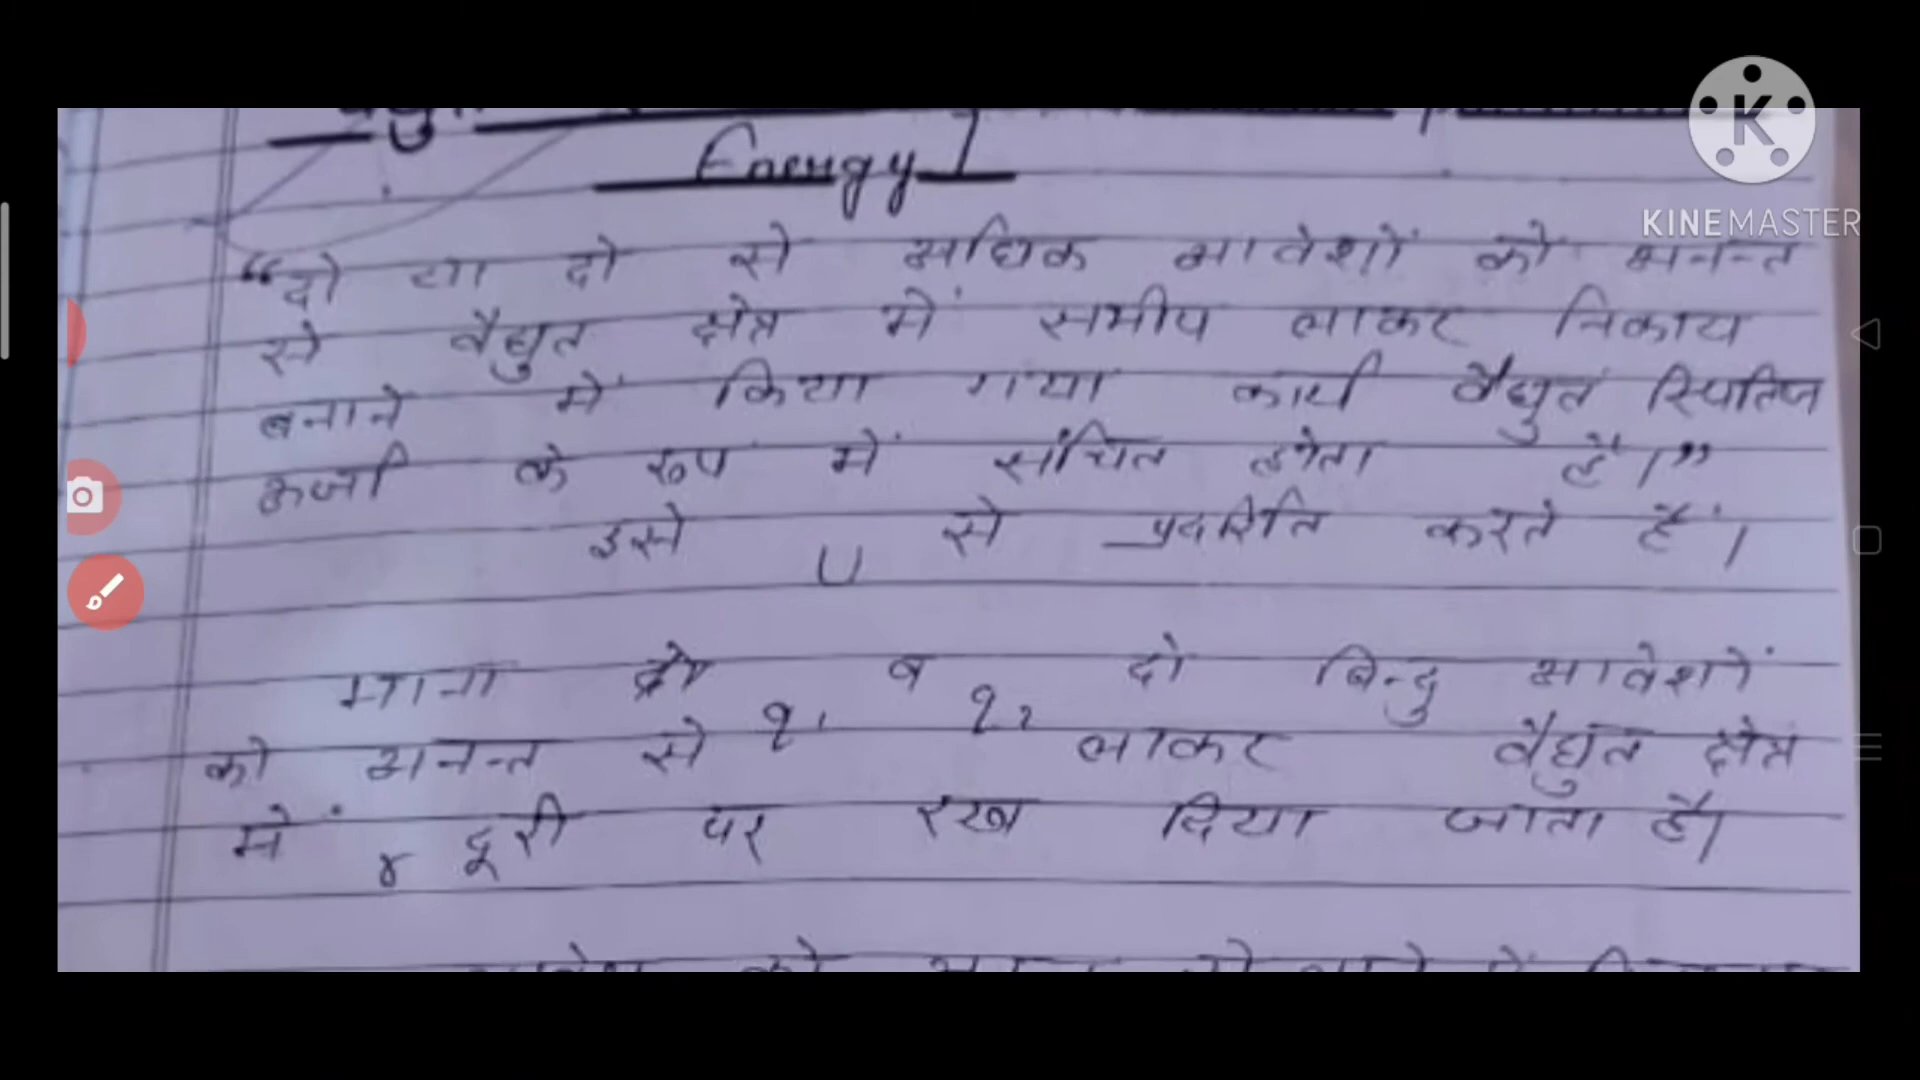 Energy]
KINEMASTER
“दो या दो से अधिक आवेशों को अनन्त
से वैद्युत क्षेत्र में समीप लाकर निकाय
बनाने में किया गया कार्य वैद्युत स्थितिज
ऊर्जा के रूप में संचित होता है।”
इसे U से प्रदर्शित करते हैं।
माना q₁ व q₂ दो बिन्दु आवेशों
को अनन्त से लाकर वैद्युत क्षेत्र
में r दूरी पर रख दिया जाता है।